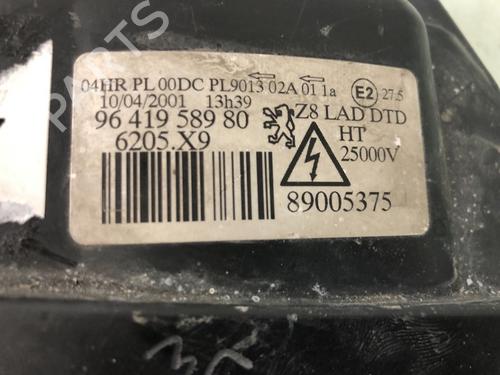 04HR PL 00DC PL9013 02A 01 1a E2 27.5
10/04/2001 13h39
96 419 589 80 Z8 LAD DTD
6205.X9 HT
25000V
89005375
PARTS